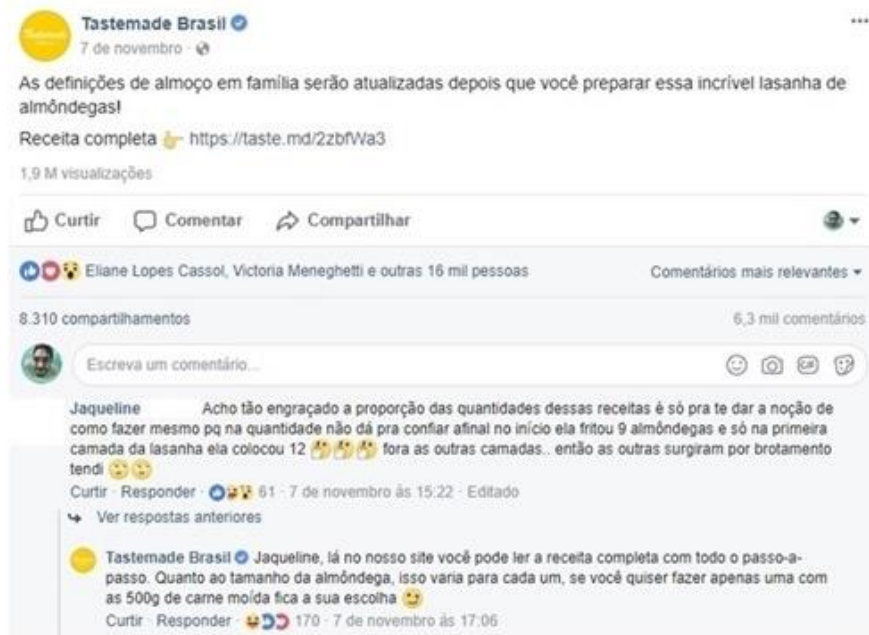 Tastemade Brasil
7 de novembro ·
As definições de almoço em família serão atualizadas depois que você preparar essa incrível lasanha de
almôndegas!
Receita completa 👉 https://taste.md/2zbfWa3
1,9 M visualizações
Curtir Comentar Compartilhar
Eliane Lopes Cassol, Victoria Meneghetti e outras 16 mil pessoas Comentários mais relevantes
8.310 compartilhamentos 6,3 mil comentários
Escreva um comentário...
GIF
Jaqueline Acho tão engraçado a proporção das quantidades dessas receitas é só pra te dar a noção de
como fazer mesmo pq na quantidade não dá pra confiar afinal no início ela fritou 9 almôndegas e só na primeira
camada da lasanha ela colocou 12 🤔🤔🤔 fora as outras camadas.. então as outras surgiram por brotamento
tendi 🙄🙄
Curtir · Responder · 61 · 7 de novembro às 15:22 · Editado
Ver respostas anteriores
Tastemade Brasil Jaqueline, lá no nosso site você pode ler a receita completa com todo o passo-a-
passo. Quanto ao tamanho da almôndega, isso varia para cada um, se você quiser fazer apenas uma com
as 500g de carne moída fica a sua escolha 😉
Curtir · Responder · 170 · 7 de novembro às 17:06